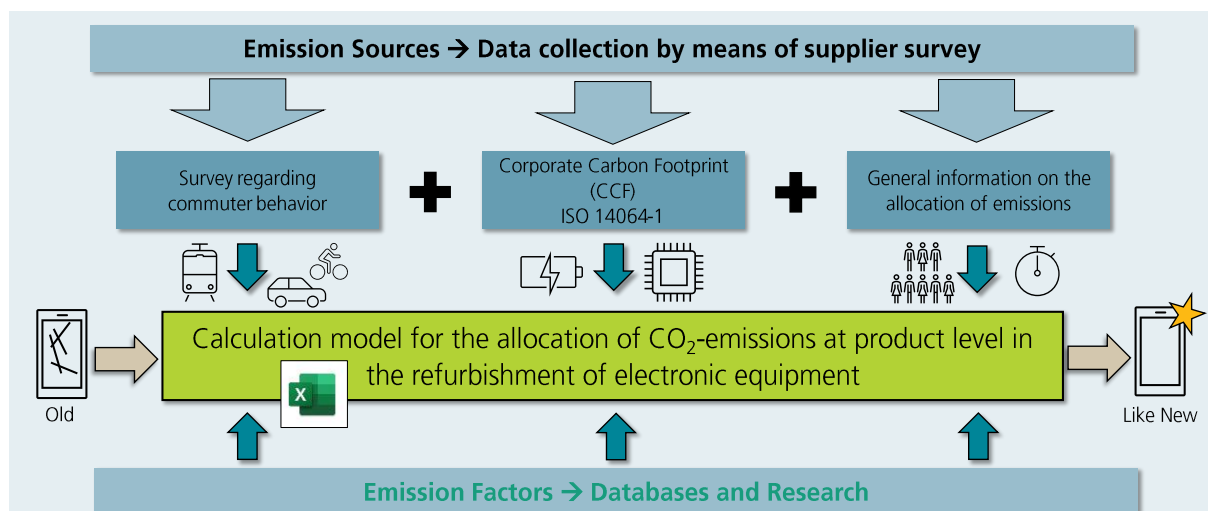 Emission Sources → Data collection by means of supplier survey
Survey regarding
commuter behavior
Corporate Carbon Footprint
(CCF)
ISO 14064-1
General information on the
allocation of emissions
Calculation model for the allocation of CO₂-emissions at product level in
the refurbishment of electronic equipment
X
Old
Like New
Emission Factors → Databases and Research